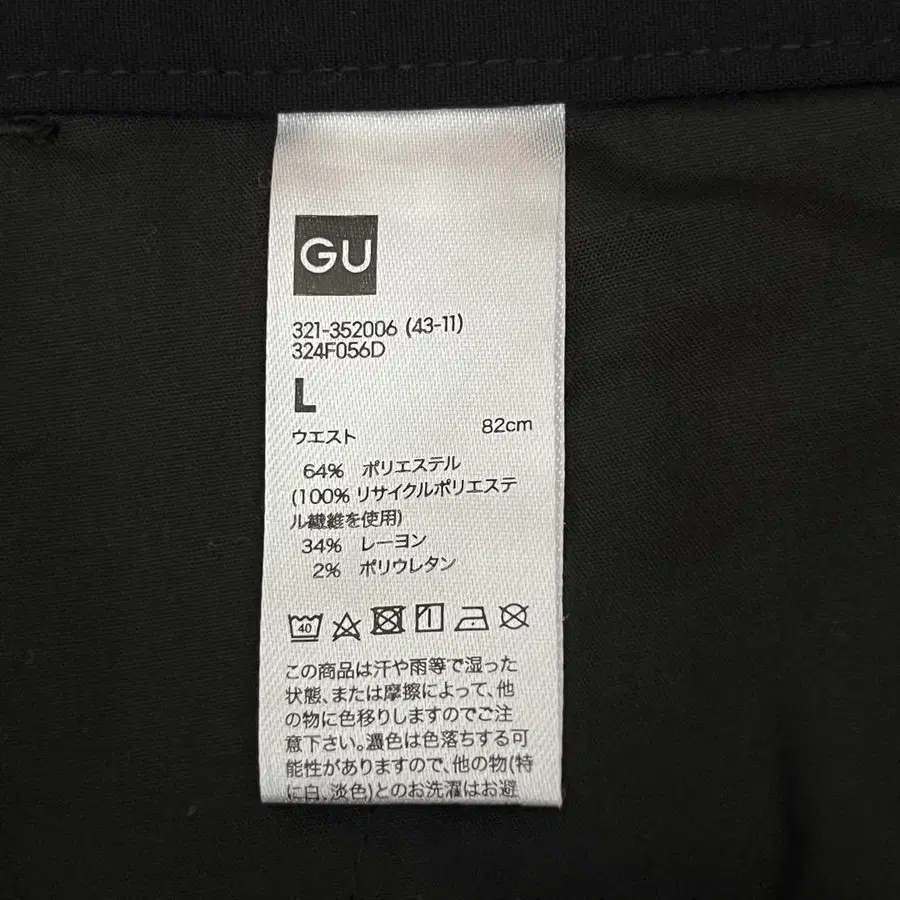 GU
321-352006 (43-11)
324F056D
L
ウエスト 82cm
64% ポリエステル
(100% リサイクルポリエステ
ル繊維を使用)
34% レーヨン
2% ポリウレタン
40
この商品は汗や雨等で湿った
状態、または摩擦によって、他
の物に色移りしますのでご注
意下さい。濃色は色落ちする可
能性がありますので、他の物(特
に白、淡色)とのお洗濯はお避